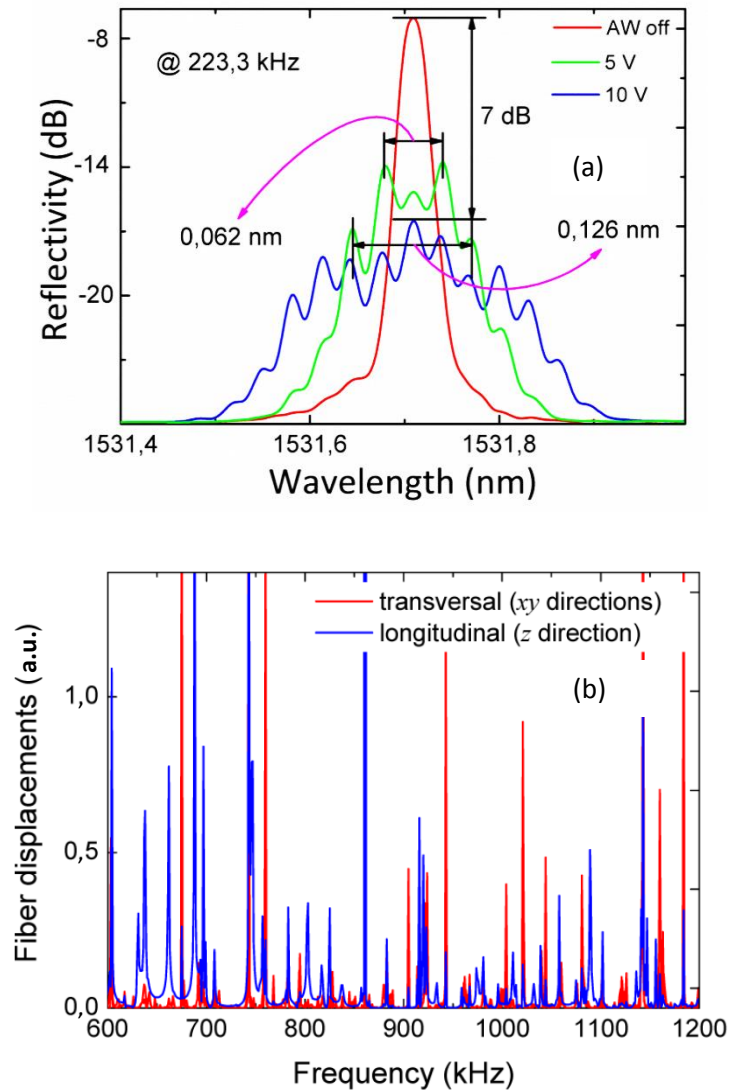 -8
@ 223,3 kHz
AW off
5 V
10 V
7 dB
-14
(a)
0,062 nm
0,126 nm
-20
Reflectivity (dB)
1531,4
1531,6
1531,8
Wavelength (nm)
transversal (xy directions)
longitudinal (z direction)
(b)
1,0
0,5
0,0
Fiber displacements (a.u.)
600
700
800
900
1000
1100
1200
Frequency (kHz)